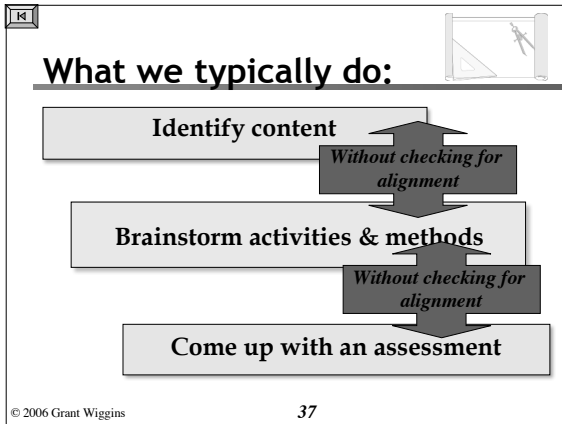 What we typically do:
Identify content
Without checking for
alignment
Brainstorm activities & methods
Without checking for
alignment
Come up with an assessment
© 2006 Grant Wiggins
37